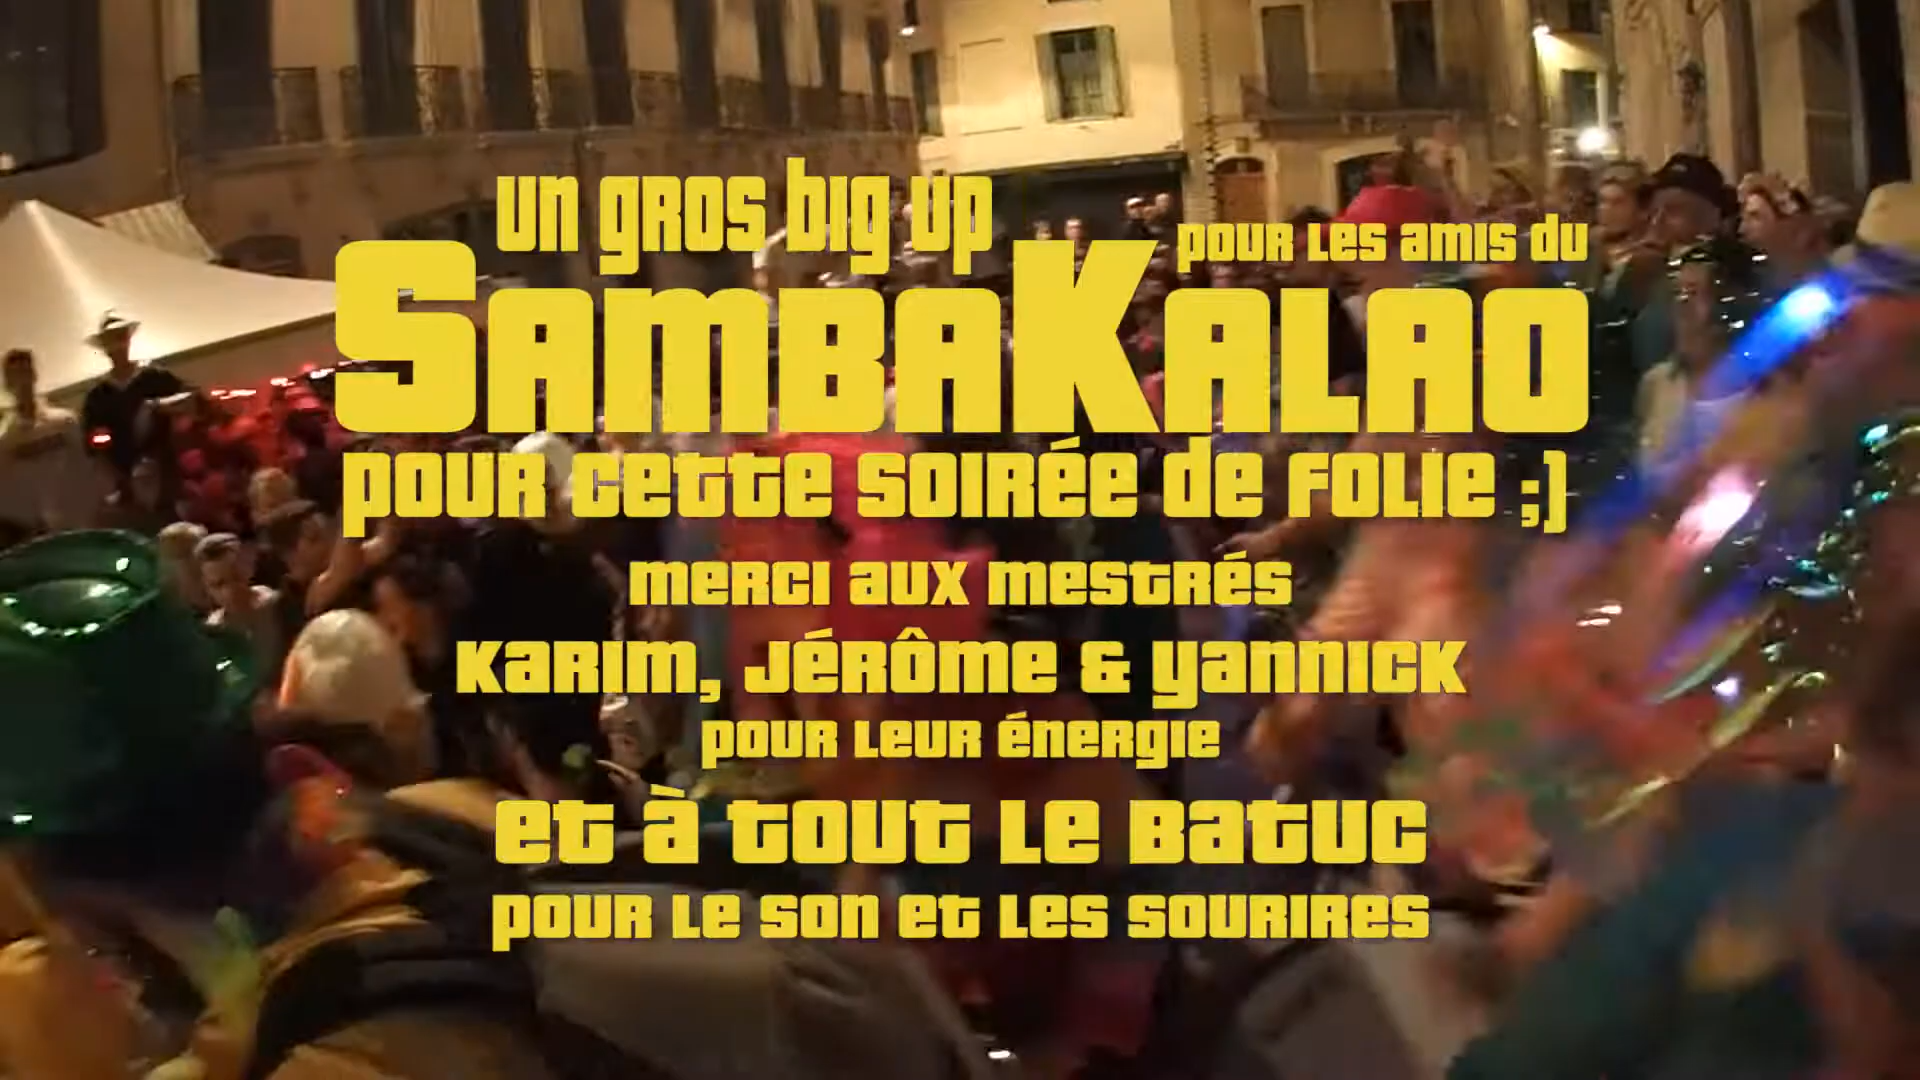 un gros big up
pour les amis du
SambaKalao
pour cette soirée de folie ;)
merci aux mestrés
Karim, Jérôme & Yannick
pour leur énergie
et à tout le Batuc
pour le son et les sourires